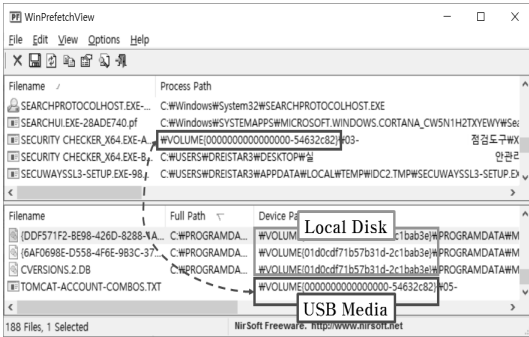 WinPrefetchView
File Edit View Options Help
Filename Process Path
SEARCHPROTOCOLHOST.EXE-... C:₩Windows₩System32₩SEARCHPROTOCOLHOST.EXE
SEARCHUI.EXE-28ADE740.pf C:₩Windows₩SYSTEMAPPS₩MICROSOFT.WINDOWS.CORTANA_CW5N1H2TXYEWY₩Sea
SECURITY CHECKER_X64.EXE-A... ₩VOLUME{0000000000000000-54632c82}₩03- 점검도구₩X
SECURITY CHECKER_X64.EXE-B... C:₩USERS₩DREISTAR3₩DESKTOP₩실 안관리
SECUWAYSSL3-SETUP.EXE-98... C:₩USERS₩DREISTAR3₩APPDATA₩LOCAL₩TEMP₩IDC2.TMP₩SECUWAYSSL3-SETUP.EX
Filename Full Path Device Pa
Local Disk
{DDF571F2-BE98-426D-8288-1A... C:₩PROGRAMDA... ₩VOLUME{01d0cdf71b57b31d-2c1bab3e}₩PROGRAMDATA₩M
{6AF0698E-D558-4F6E-9B3C-37... C:₩PROGRAMDA... ₩VOLUME{01d0cdf71b57b31d-2c1bab3e}₩PROGRAMDATA₩M
CVERSIONS.2.DB C:₩PROGRAMDA... ₩VOLUME{01d0cdf71b57b31d-2c1bab3e}₩PROGRAMDATA₩M
TOMCAT-ACCOUNT-COMBOS.TXT ₩VOLUME{0000000000000000-54632c82}₩05-
USB Media
188 Files, 1 Selected NirSoft Freeware. http://www.nirsoft.net